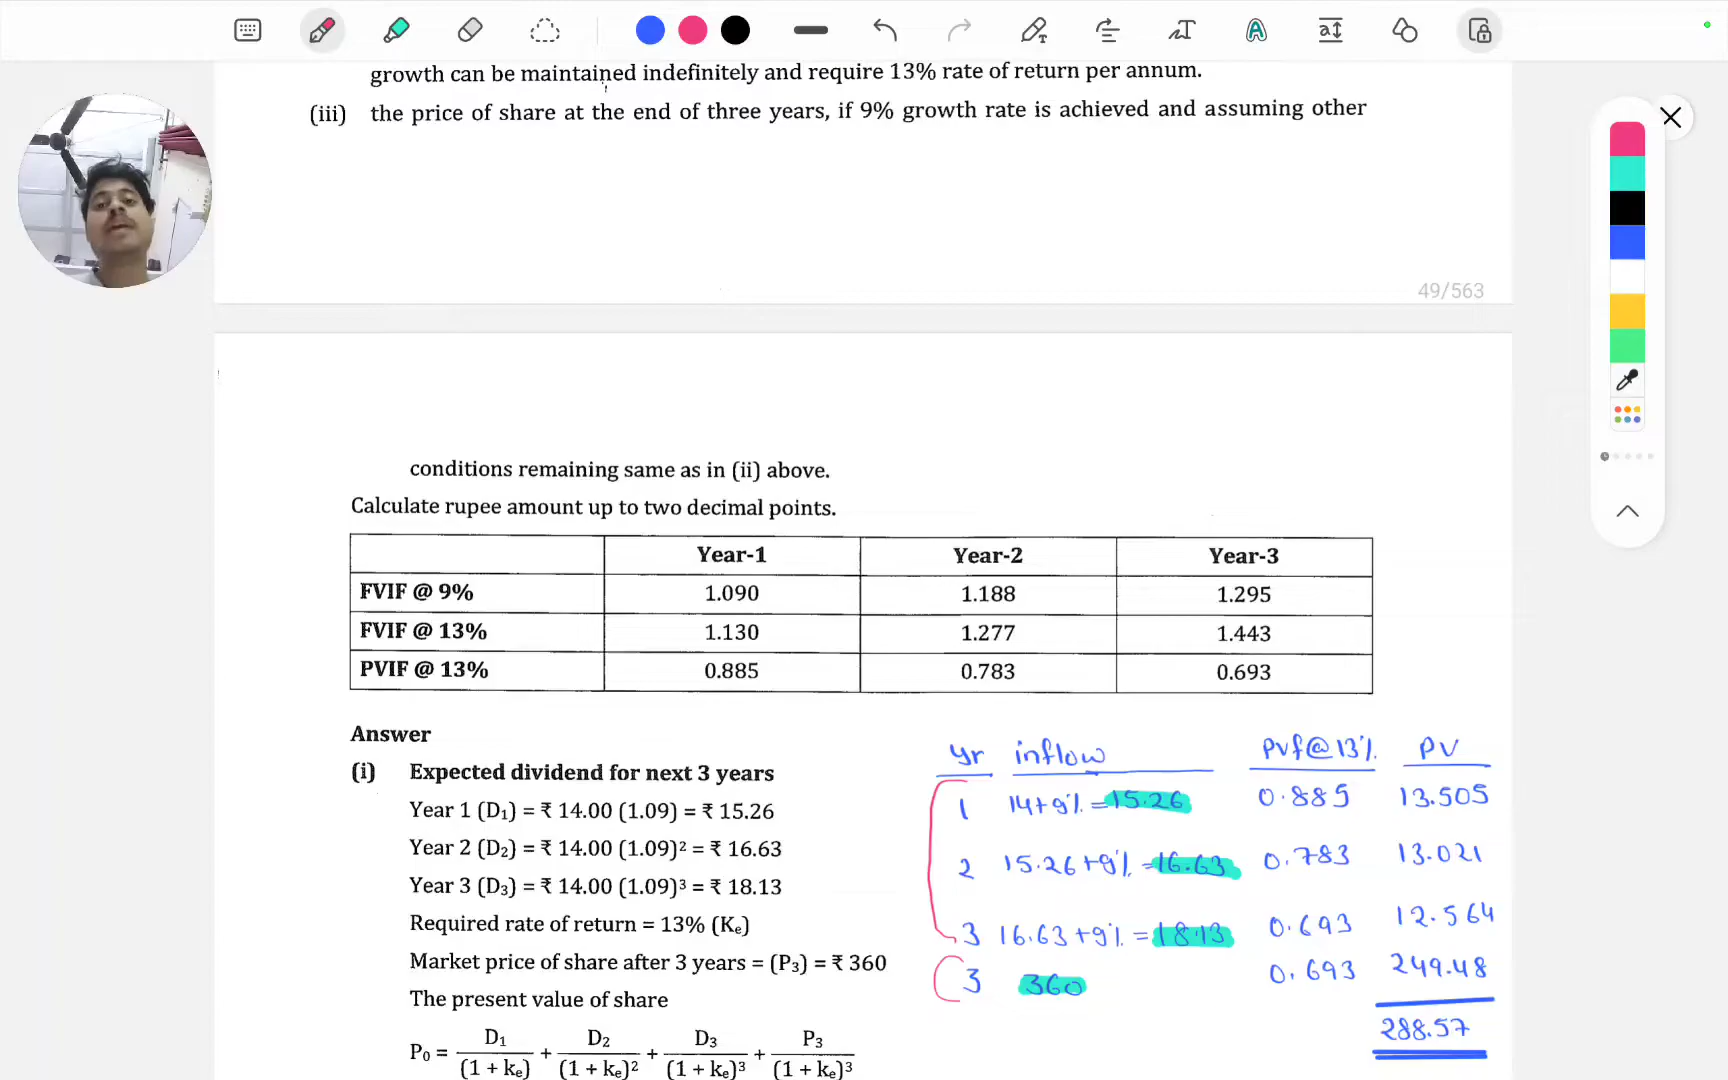 growth can be maintained indefinitely and require 13% rate of return per annum.
(iii) the price of share at the end of three years, if 9% growth rate is achieved and assuming other
49/563
conditions remaining same as in (ii) above.
Calculate rupee amount up to two decimal points.
Year-1 Year-2 Year-3
FVIF @ 9% 1.090 1.188 1.295
FVIF @ 13% 1.130 1.277 1.443
PVIF @ 13% 0.885 0.783 0.693
Answer
(i) Expected dividend for next 3 years
Year 1 (D₁) = ₹ 14.00 (1.09) = ₹ 15.26
Year 2 (D₂) = ₹ 14.00 (1.09)² = ₹ 16.63
Year 3 (D₃) = ₹ 14.00 (1.09)³ = ₹ 18.13
Required rate of return = 13% (Kₑ)
Market price of share after 3 years = (P₃) = ₹ 360
The present value of share
P₀ = D₁/(1 + kₑ) + D₂/(1 + kₑ)² + D₃/(1 + kₑ)³ + P₃/(1 + kₑ)³
yr inflow Pvf@13% PV
1 14+9% =15.26 0.885 13.505
2 15.26+9% =16.63 0.783 13.021
3 16.63+9% =18.13 0.693 12.564
3 360 0.693 249.48
288.57